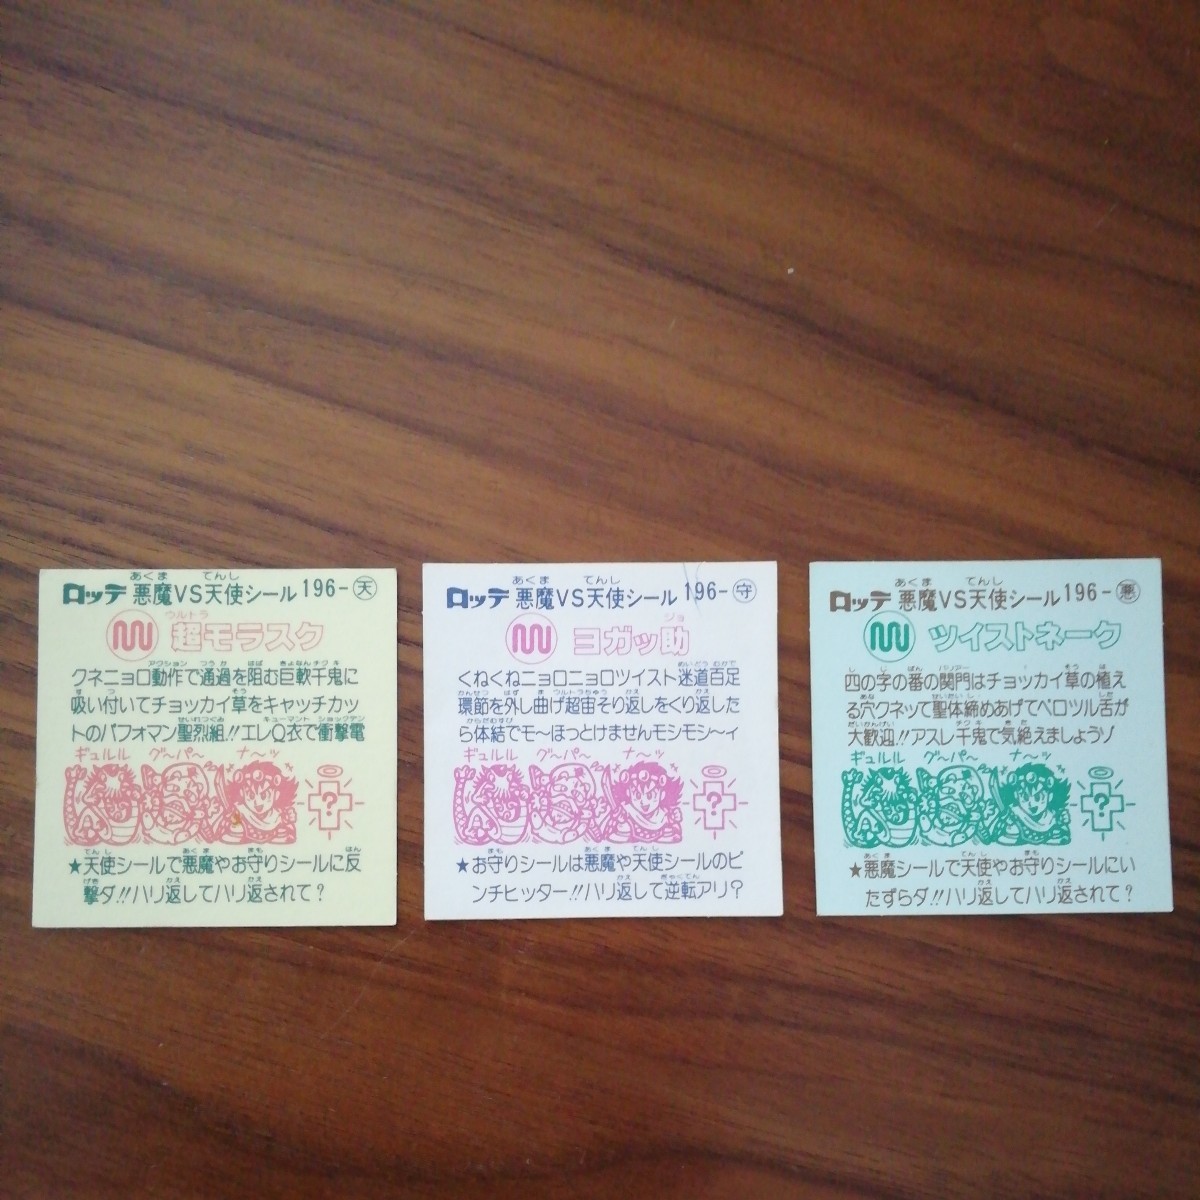 ロッテ 悪魔VS天使シール 196-天
超モラスク
クネニョロ動作で通過を阻む巨軟千鬼に
吸い付いてチョッカイ草をキャッチカッ
トのパフォマン聖烈組!!エレQ衣で衝撃電
ギュルル グ〜パ〜 ナ〜ッ
?
★天使シールで悪魔やお守りシールに反
撃ダ!!ハリ返してハリ返されて?
ロッテ 悪魔VS天使シール 196-守
ヨガッ助
くねくねニョロニョロツイスト迷道百足
環節を外し曲げ超宙そり返しをくり返した
ら体結でモ〜ほっとけませんモシモシ〜ィ
ギュルル グ〜パ〜 ナ〜ッ
?
★お守りシールは悪魔や天使シールのピ
ンチヒッター!!ハリ返して逆転アリ?
ロッテ 悪魔VS天使シール 196-悪
ツイストネーク
四の字の番の関門はチョッカイ草の植え
る穴クネッて聖体締めあげてペロツル舌が
大歓迎!!アスレ千鬼で気絶えましょうゾ
ギュルル グ〜パ〜 ナ〜ッ
?
★悪魔シールで天使やお守りシールにい
たずらダ!!ハリ返してハリ返されて?